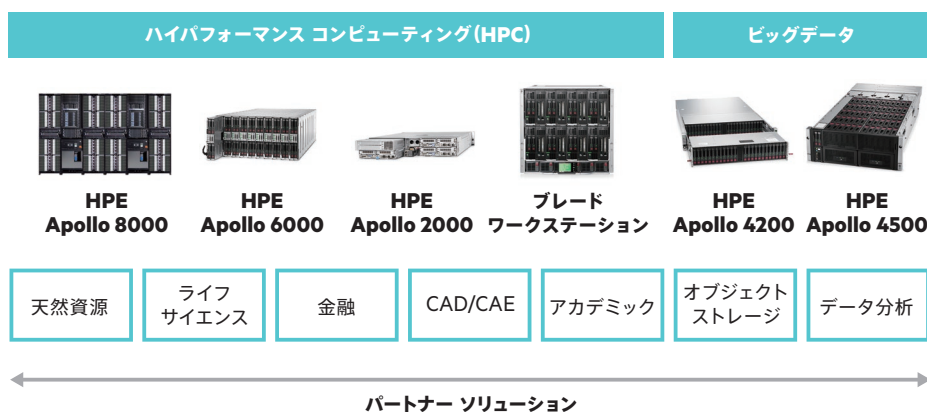 ハイパフォーマンス コンピューティング(HPC)
ビッグデータ
HPE
Apollo 8000
HPE
Apollo 6000
HPE
Apollo 2000
ブレード
ワークステーション
HPE
Apollo 4200
HPE
Apollo 4500
天然資源
ライフ
サイエンス
金融
CAD/CAE
アカデミック
オブジェクト
ストレージ
データ分析
パートナー ソリューション